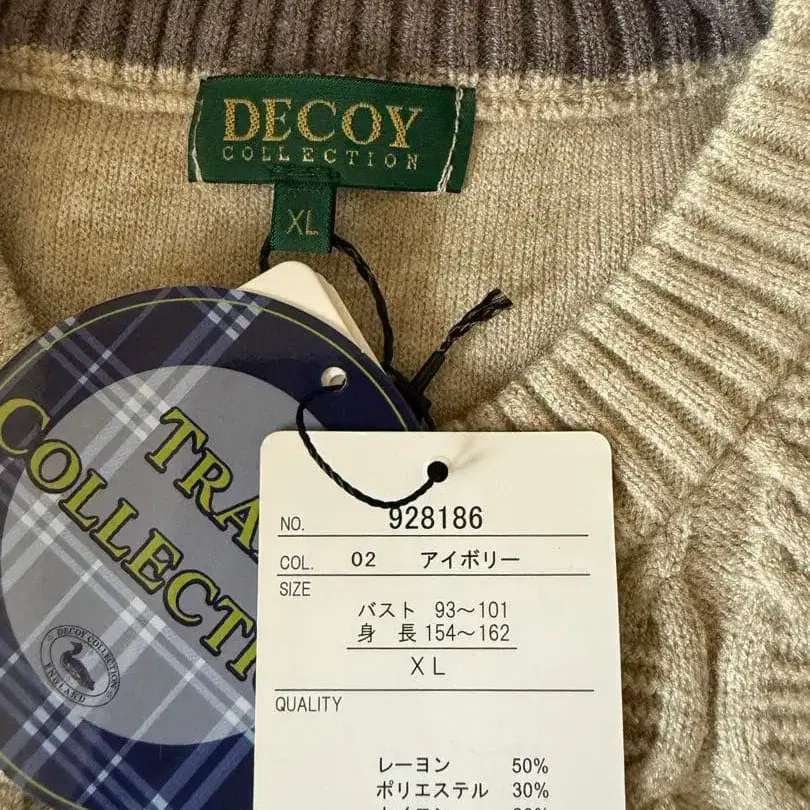 DECOY
COLLECTION
XL
COLLECTI
DECOY COLLECTION
ENGLAND
NO. 928186
COL. 02 アイボリー
SIZE
バスト 93〜101
身 長 154〜162
XL
QUALITY
レーヨン 50%
ポリエステル 30%